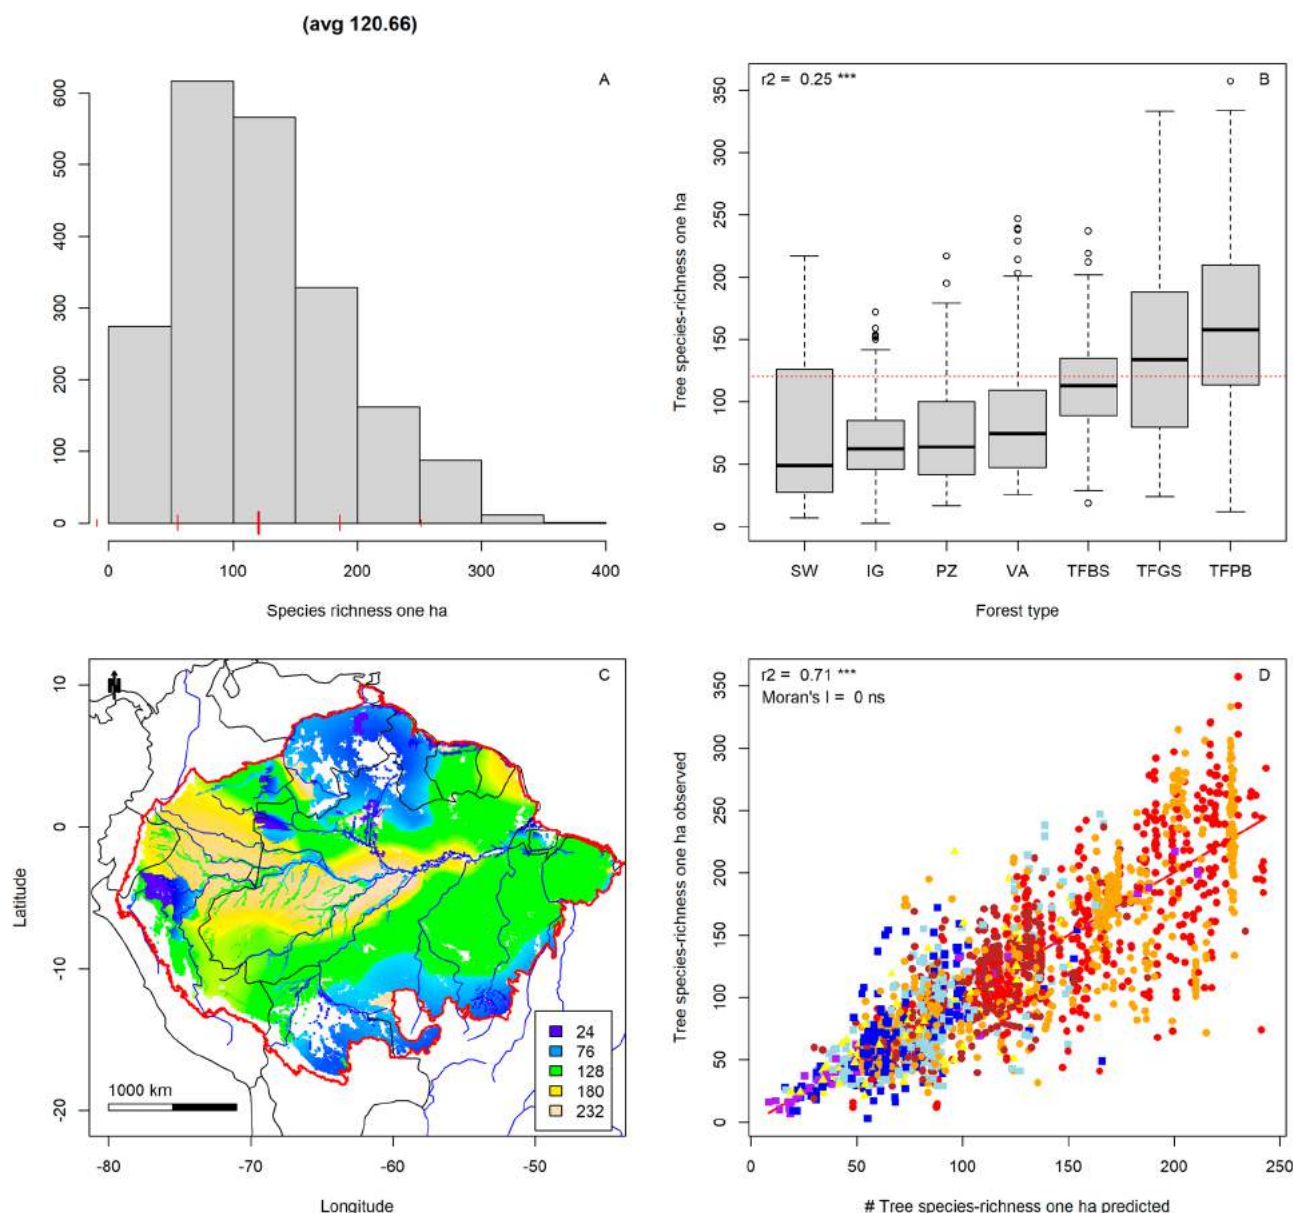 (avg 120.66)
A
600
500
400
300
200
100
0
0 100 200 300 400
Species richness one ha
r2 = 0.25 ***
B
350
300
250
200
150
100
50
0
Tree species-richness one ha
SW IG PZ VA TFBS TFGS TFPB
Forest type
C
N
10
0
-10
-20
Latitude
24
76
128
180
232
1000 km
-80 -70 -60 -50
Longitude
r2 = 0.71 ***
D
Moran's I = 0 ns
350
300
250
200
150
100
50
0
Tree species-richness one ha observed
0 50 100 150 200 250
# Tree species-richness one ha predicted